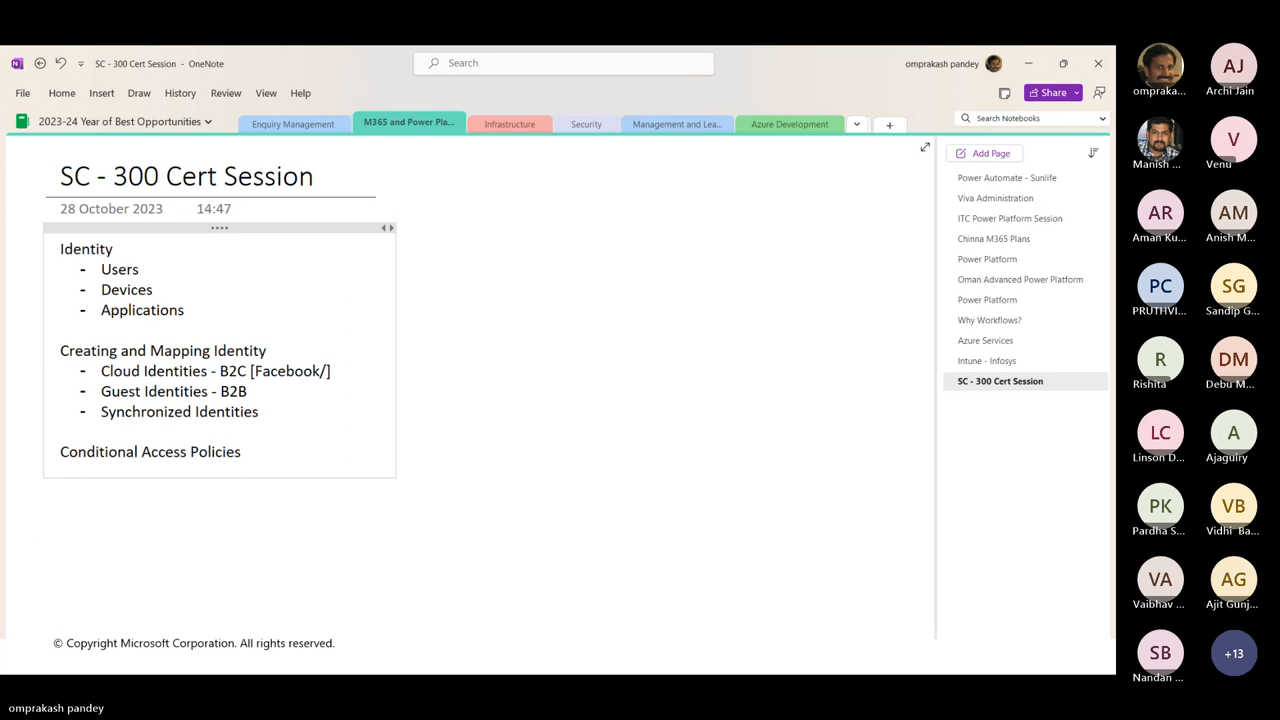 SC - 300 Cert Session - OneNote
Search
omprakash pandey
File Home Insert Draw History Review View Help
Share
2023-24 Year of Best Opportunities
Enquiry Management
M365 and Power Pla...
Infrastructure
Security
Management and Lea...
Azure Development
Search Notebooks
SC - 300 Cert Session
28 October 2023 14:47
Identity
- Users
- Devices
- Applications
Creating and Mapping Identity
- Cloud Identities - B2C [Facebook/]
- Guest Identities - B2B
- Synchronized Identities
Conditional Access Policies
© Copyright Microsoft Corporation. All rights reserved.
Add Page
Power Automate - Sunlife
Viva Administration
ITC Power Platform Session
Chinna M365 Plans
Power Platform
Oman Advanced Power Platform
Power Platform
Why Workflows?
Azure Services
Intune - Infosys
SC - 300 Cert Session
ompraka...
AJ
Archi Jain
Manish ...
V
Venu
AR
Aman Ku...
AM
Anish M...
PC
PRUTHVI...
SG
Sandip G...
R
Rishita
DM
Debu M...
LC
Linson D...
A
Ajaguiry
PK
Pardha S...
VB
Vidhi Ba...
VA
Vaibhav ...
AG
Ajit Gunj...
SB
Nandan ...
+13
omprakash pandey